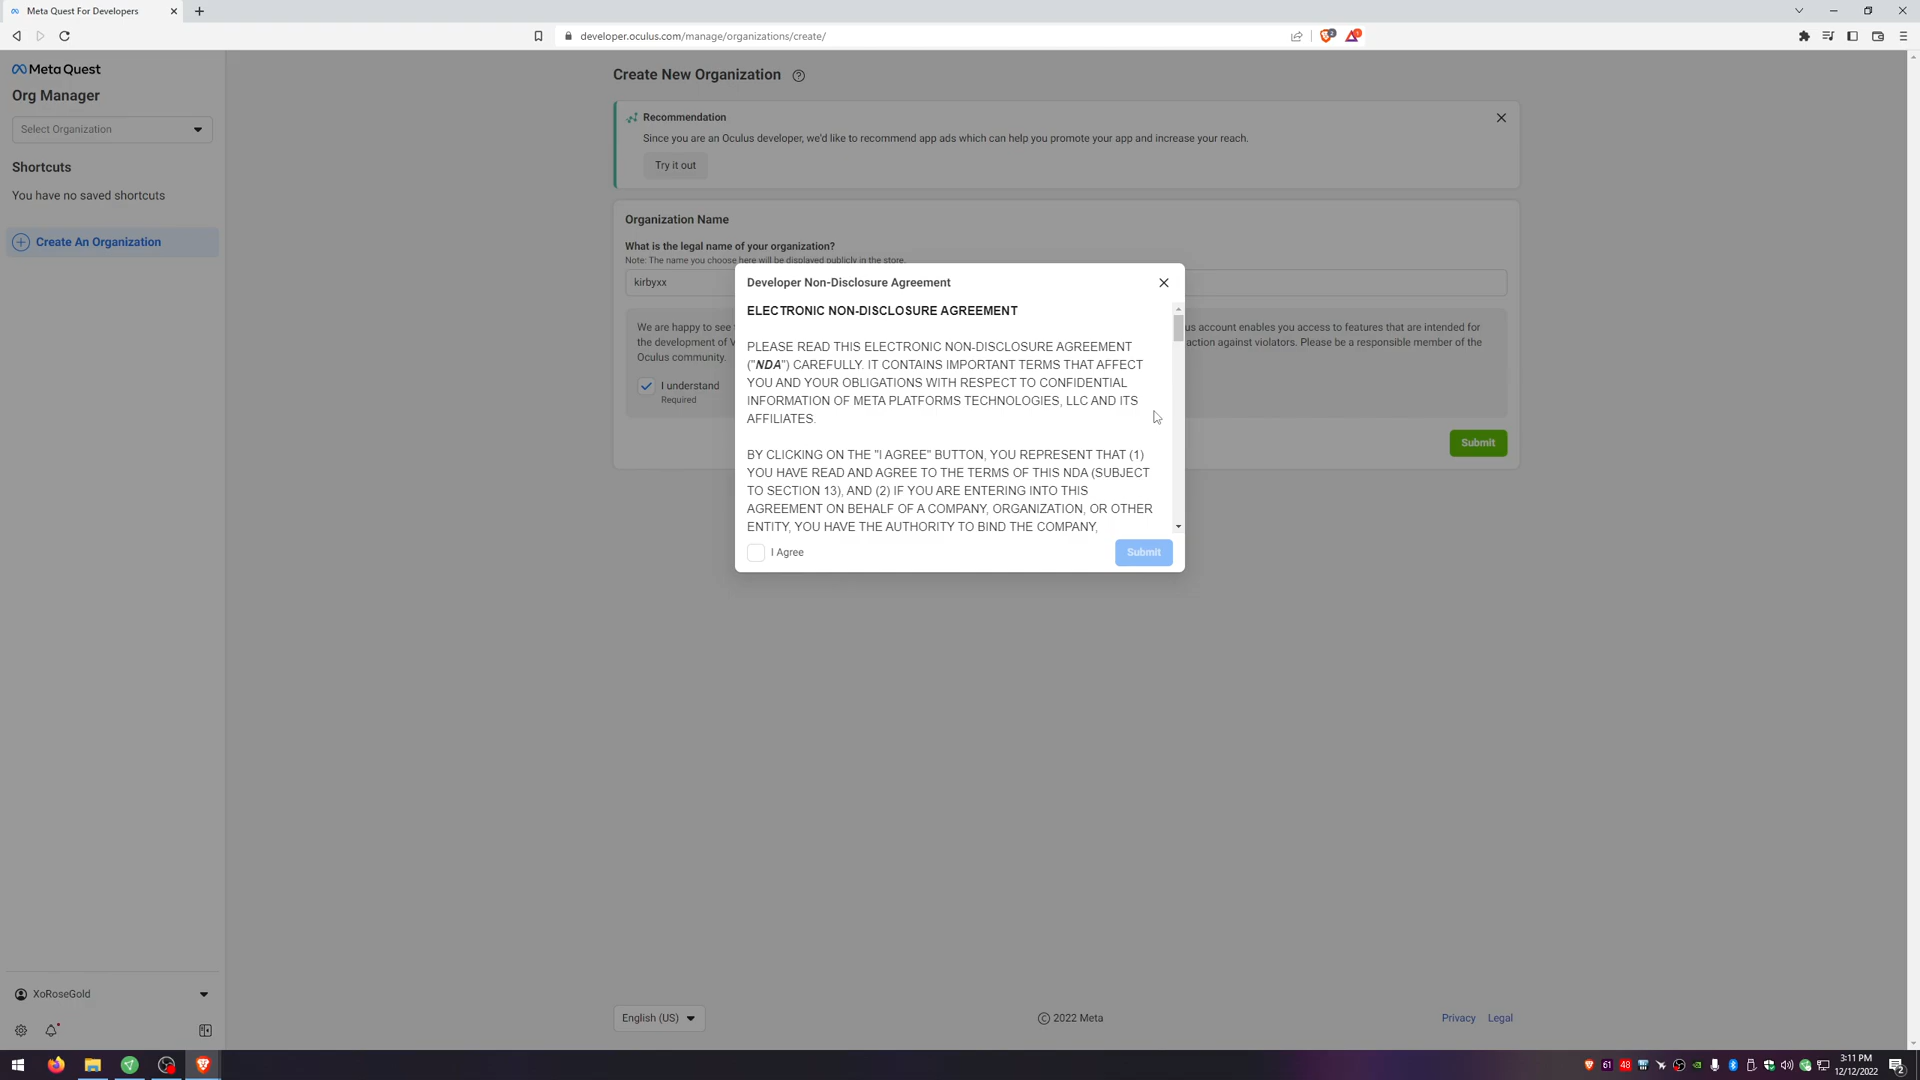 Meta Quest For Developers
developer.oculus.com/manage/organizations/create/
Meta Quest
Org Manager
Select Organization
Shortcuts
You have no saved shortcuts
Create An Organization
Create New Organization
Recommendation
Since you are an Oculus developer, we'd like to recommend app ads which can help you promote your app and increase your reach.
Try it out
Organization Name
What is the legal name of your organization?
Note: The name you choose here will be displayed publicly in the store.
kirbyxx
We are happy to see
us account enables you access to features that are intended for
the development of V
action against violators. Please be a responsible member of the
Oculus community.
I understand
Required
Submit
Developer Non-Disclosure Agreement
ELECTRONIC NON-DISCLOSURE AGREEMENT
PLEASE READ THIS ELECTRONIC NON-DISCLOSURE AGREEMENT
("NDA") CAREFULLY. IT CONTAINS IMPORTANT TERMS THAT AFFECT
YOU AND YOUR OBLIGATIONS WITH RESPECT TO CONFIDENTIAL
INFORMATION OF META PLATFORMS TECHNOLOGIES, LLC AND ITS
AFFILIATES.
BY CLICKING ON THE "I AGREE" BUTTON, YOU REPRESENT THAT (1)
YOU HAVE READ AND AGREE TO THE TERMS OF THIS NDA (SUBJECT
TO SECTION 13), AND (2) IF YOU ARE ENTERING INTO THIS
AGREEMENT ON BEHALF OF A COMPANY, ORGANIZATION, OR OTHER
ENTITY, YOU HAVE THE AUTHORITY TO BIND THE COMPANY,
I Agree
Submit
XoRoseGold
English (US)
© 2022 Meta
Privacy
Legal
61
48
3:11 PM
12/12/2022
2